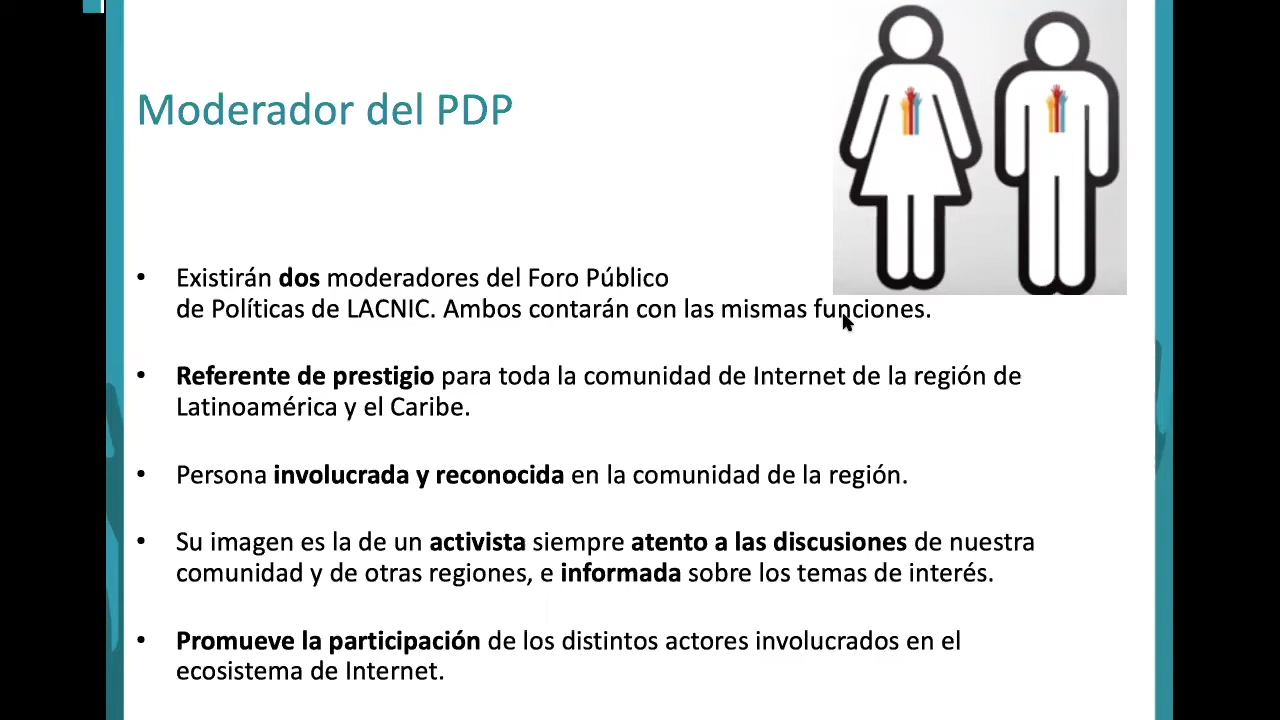 Moderador del PDP
• Existirán dos moderadores del Foro Público
de Políticas de LACNIC. Ambos contarán con las mismas funciones.
• Referente de prestigio para toda la comunidad de Internet de la región de
Latinoamérica y el Caribe.
• Persona involucrada y reconocida en la comunidad de la región.
• Su imagen es la de un activista siempre atento a las discusiones de nuestra
comunidad y de otras regiones, e informada sobre los temas de interés.
• Promueve la participación de los distintos actores involucrados en el
ecosistema de Internet.